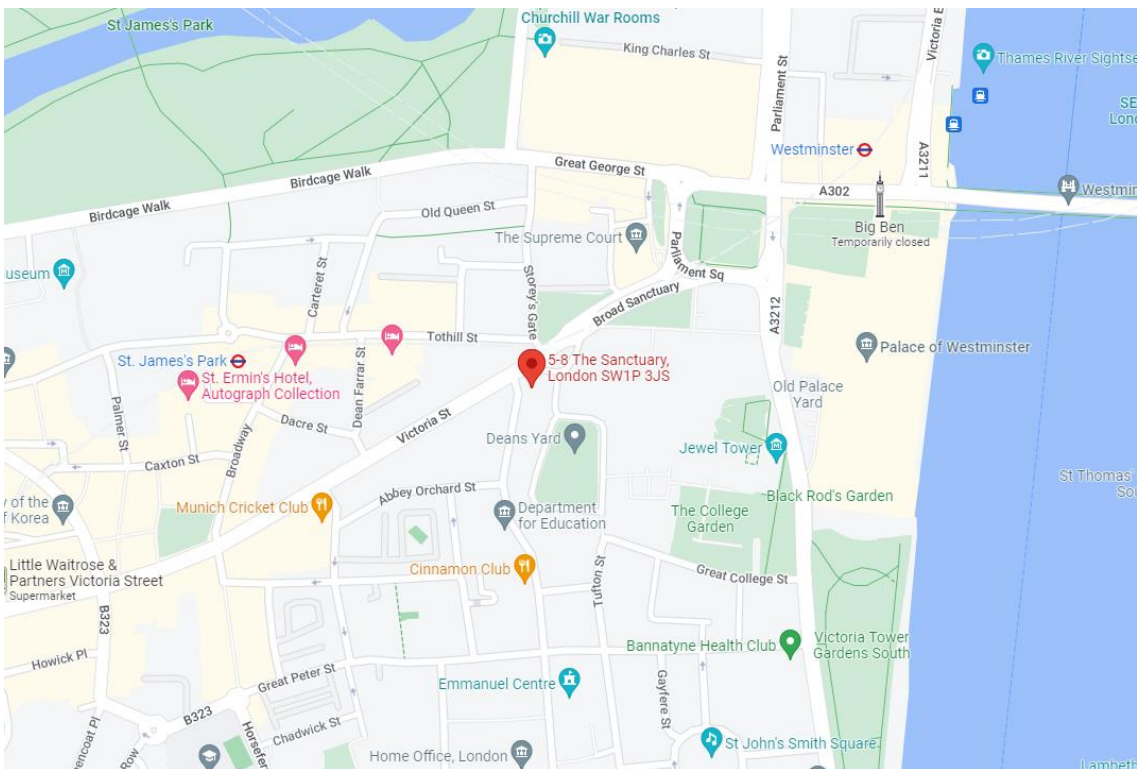 St James's Park
Churchill War Rooms
King Charles St
Parliament St
Victoria E
Thames River Sightse
SE
Lond
Westminster
A3211
Great George St
A302
Westmin
Birdcage Walk
Birdcage Walk
Old Queen St
Big Ben
Temporarily closed
The Supreme Court
Parliament Sq
useum
Carteret St
Storey's Gate
Broad Sanctuary
A3212
Tothill St
St. James's Park
5-8 The Sanctuary,
London SW1P 3JS
Palace of Westminster
St. Ermin's Hotel,
Autograph Collection
Dean Farrar St
Old Palace
Yard
Palmer St
Dacre St
Victoria St
Broadway
Deans Yard
Jewel Tower
Caxton St
Abbey Orchard St
St Thomas'
So
y of the
f Korea
Munich Cricket Club
Department
for Education
Black Rod's Garden
The College
Garden
Little Waitrose &
Partners Victoria Street
Supermarket
Cinnamon Club
Tufton St
Great College St
B323
Bannatyne Health Club
Victoria Tower
Gardens South
Howick Pl
Great Peter St
Emmanuel Centre
Gayfere St
B323
Chadwick St
Horsefer
encoat Pl
Row
Home Office, London
St John's Smith Square
Lambeth